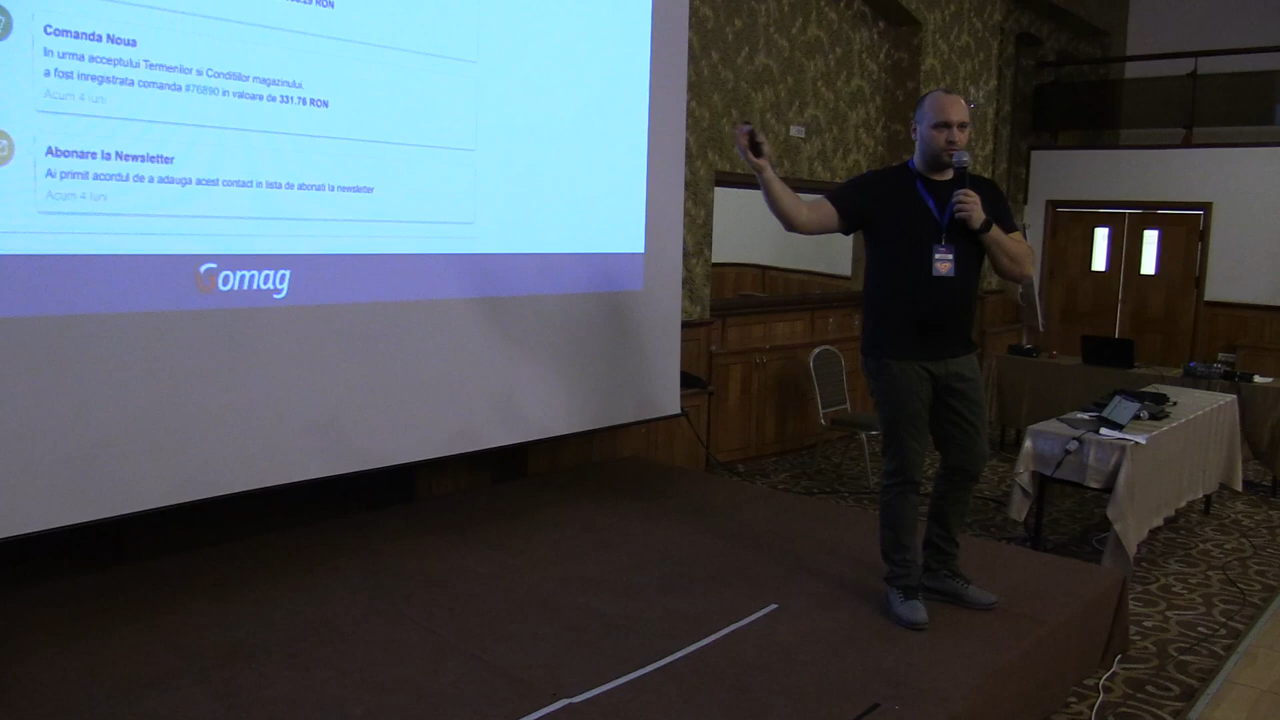 RON
Comanda Noua
In urma acceptului Termenilor si Conditiilor magazinului,
a fost inregistrata comanda #76890 in valoare de 331.76 RON
Acum 4 luni
Abonare la Newsletter
Ai primit acordul de a adauga acest contact in lista de abonati la newsletter
Acum 4 luni
Gomag